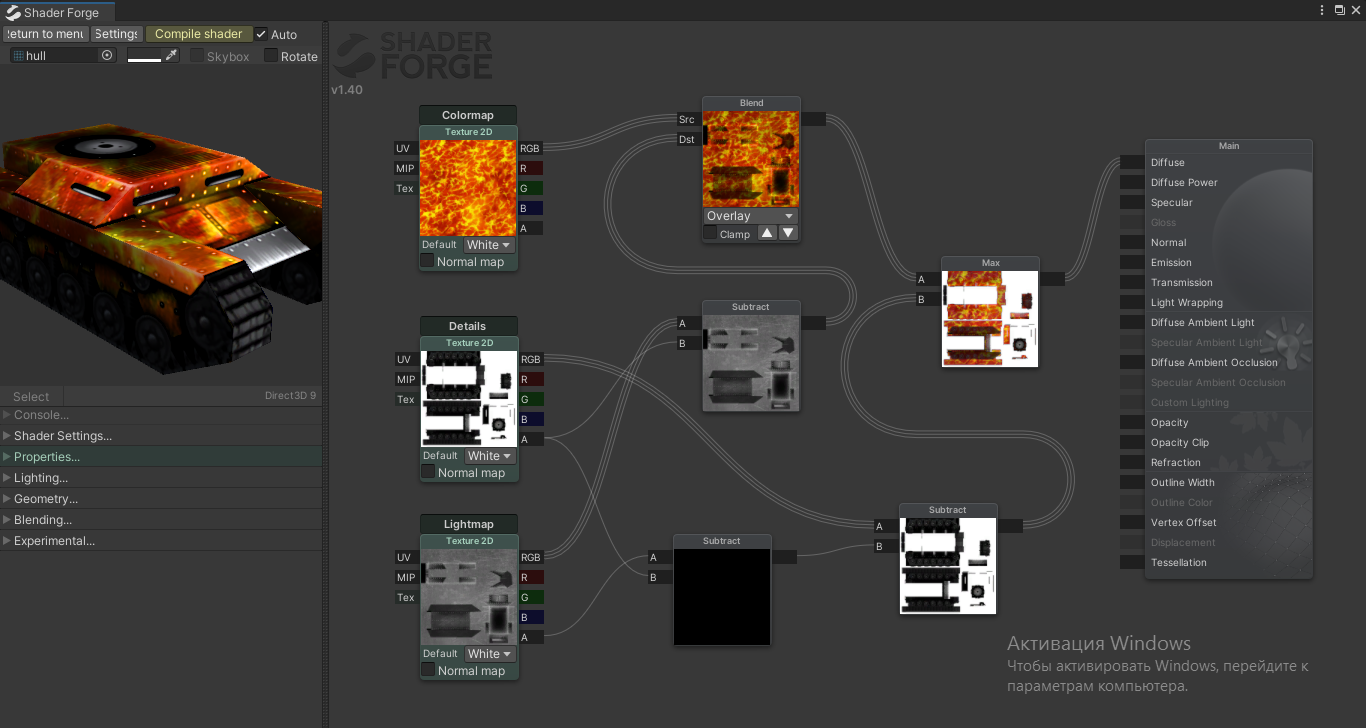 Shader Forge
Return to menu Settings Compile shader Auto
hull Skybox Rotate
Select Direct3D 9
Console...
Shader Settings...
Properties...
Lighting...
Geometry...
Blending...
Experimental...
SHADER
FORGE
v1.40
Colormap
Texture 2D
UV RGB
MIP R
Tex G
B
A
Default White
Normal map
Details
Texture 2D
UV RGB
MIP R
Tex G
B
A
Default White
Normal map
Lightmap
Texture 2D
UV RGB
MIP R
Tex G
B
A
Default White
Normal map
Blend
Src
Dst
Overlay
Clamp
Subtract
A
B
Subtract
A
B
Max
A
B
Subtract
A
B
Main
Diffuse
Diffuse Power
Specular
Gloss
Normal
Emission
Transmission
Light Wrapping
Diffuse Ambient Light
Specular Ambient Light
Diffuse Ambient Occlusion
Specular Ambient Occlusion
Custom Lighting
Opacity
Opacity Clip
Refraction
Outline Width
Outline Color
Vertex Offset
Displacement
Tessellation
Активация Windows
Чтобы активировать Windows, перейдите к
параметрам компьютера.